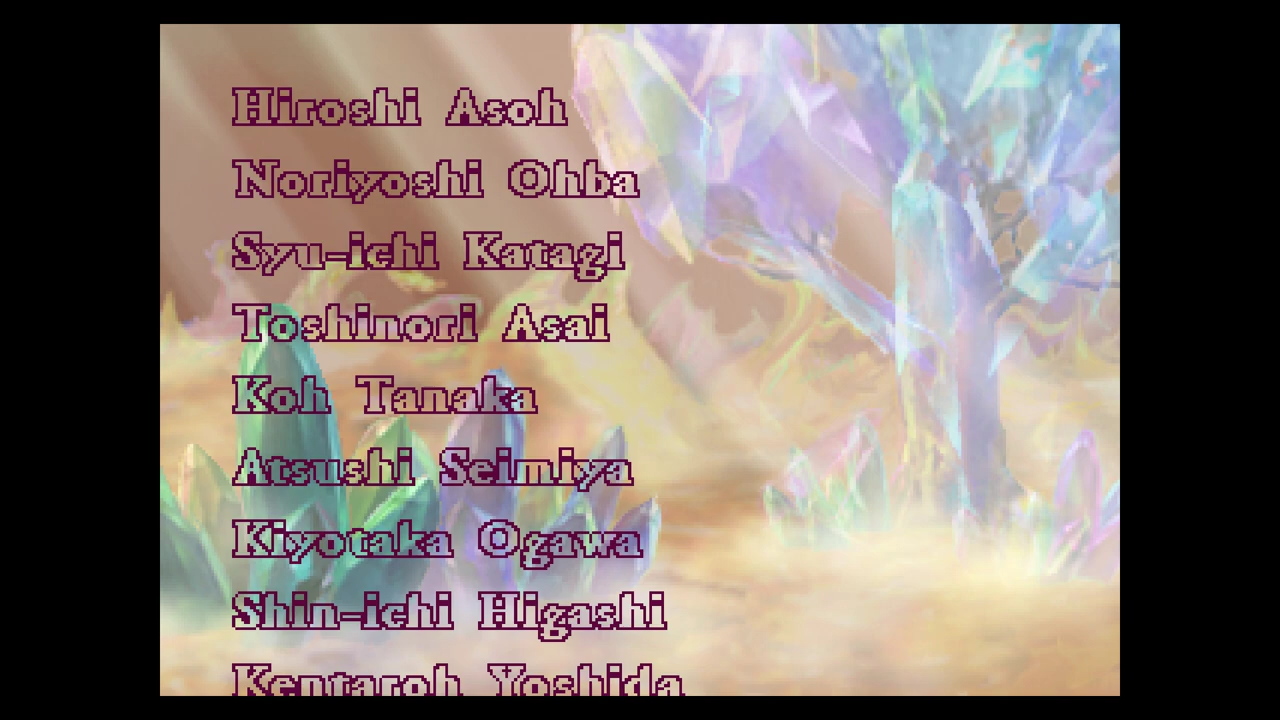 Hiroshi Asoh
Noriyoshi Ohba
Syu-ichi Katagi
Toshinori Asai
Koh Tanaka
Atsushi Seimiya
Kiyotaka Ogawa
Shin-ichi Higashi
Kentaroh Yoshida